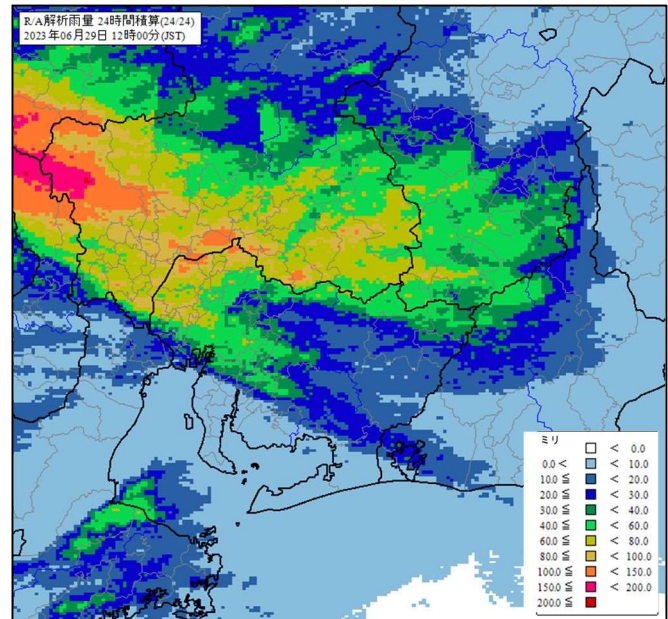 R/A解析雨量 24時間積算(24/24)
2023年06月29日 12時00分(JST)
ミリ
< 0.0
0.0 < < 10.0
10.0 ≦ < 20.0
20.0 ≦ < 30.0
30.0 ≦ < 40.0
40.0 ≦ < 60.0
60.0 ≦ < 80.0
80.0 ≦ < 100.0
100.0 ≦ < 150.0
150.0 ≦ < 200.0
200.0 ≦